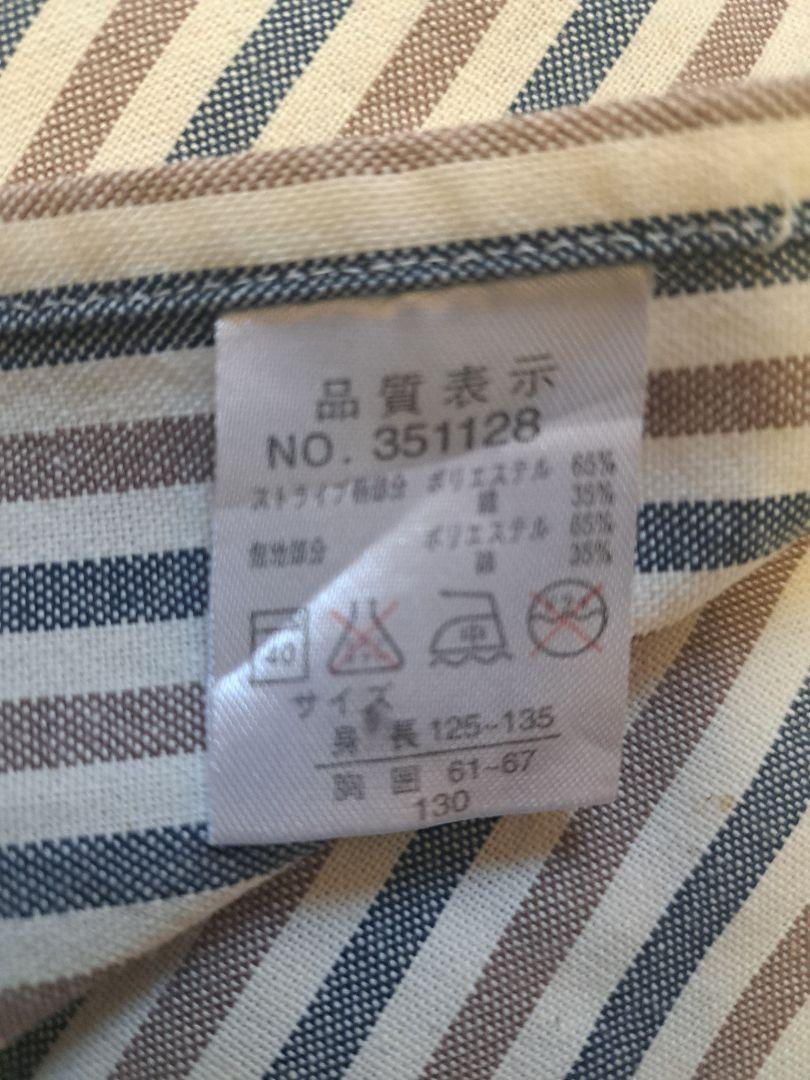 品質表示
NO. 351128
ストライプ柄部分 ポリエステル 65%
綿 35%
無地部分 ポリエステル 65%
綿 35%
40
中
サイズ
身長 125~135
胸囲 61~67
130